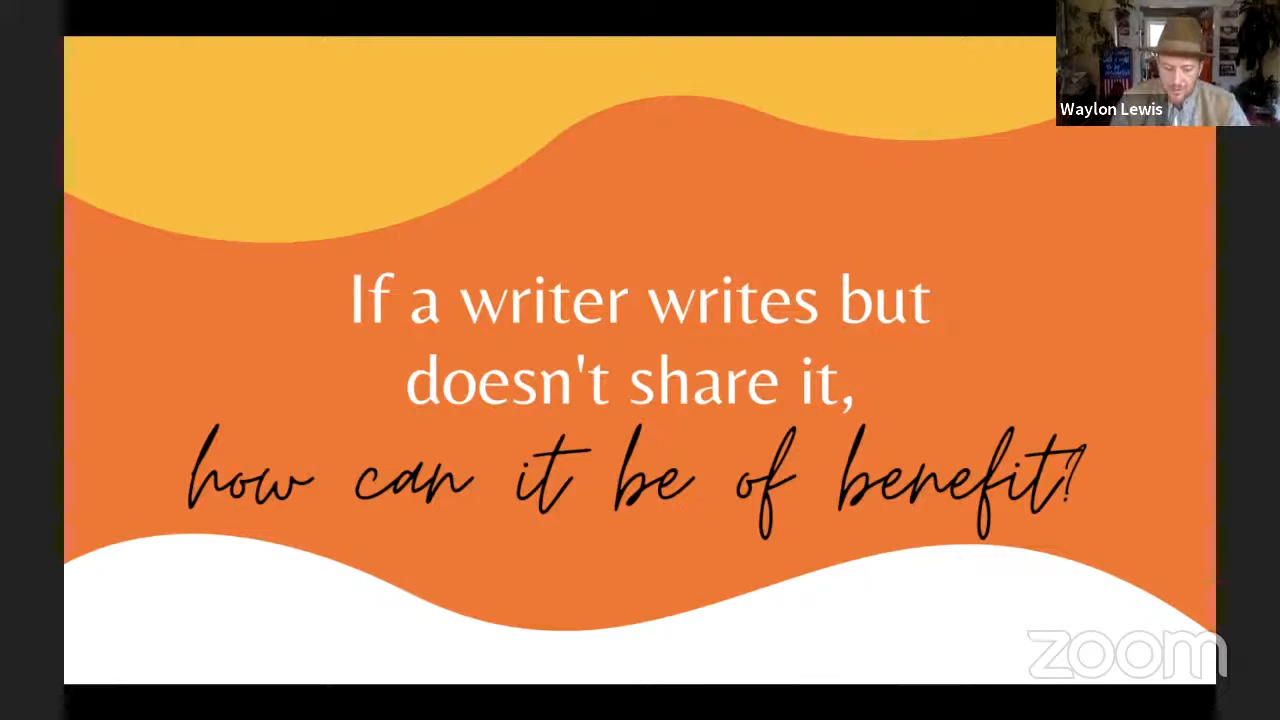 Waylon Lewis
If a writer writes but
doesn't share it,
how can it be of benefit?
zoom